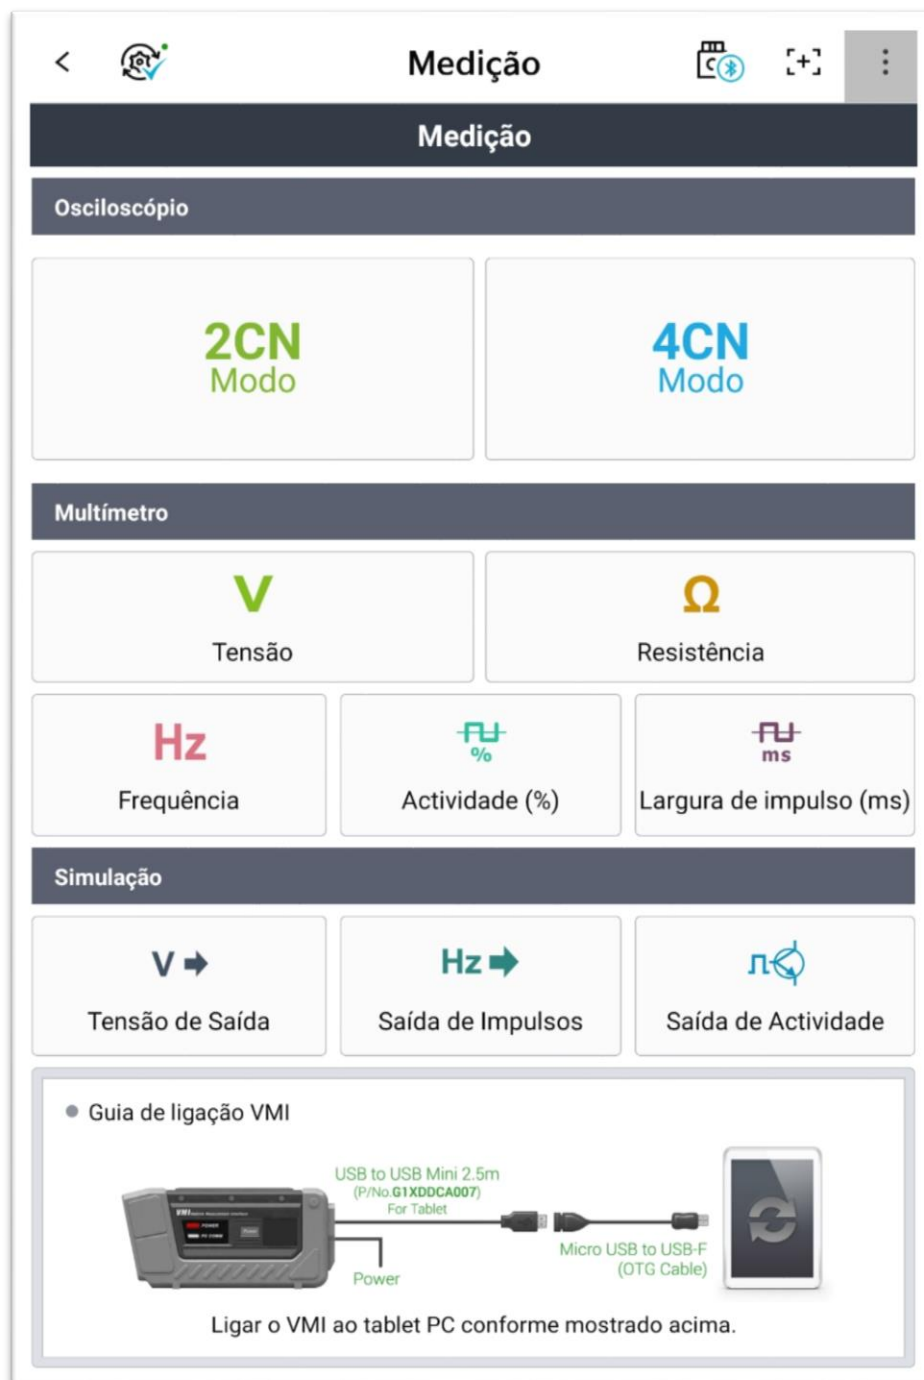 Medição
Medição
Osciloscópio
2CN
Modo
4CN
Modo
Multímetro
V
Tensão
Ω
Resistência
Hz
Frequência
%
Actividade (%)
ms
Largura de impulso (ms)
Simulação
V
Tensão de Saída
Hz
Saída de Impulsos
Saída de Actividade
Guia de ligação VMI
USB to USB Mini 2.5m
(P/No.G1XDDCA007)
For Tablet
VMI
POWER
PC COMM
Power
Micro USB to USB-F
(OTG Cable)
Ligar o VMI ao tablet PC conforme mostrado acima.